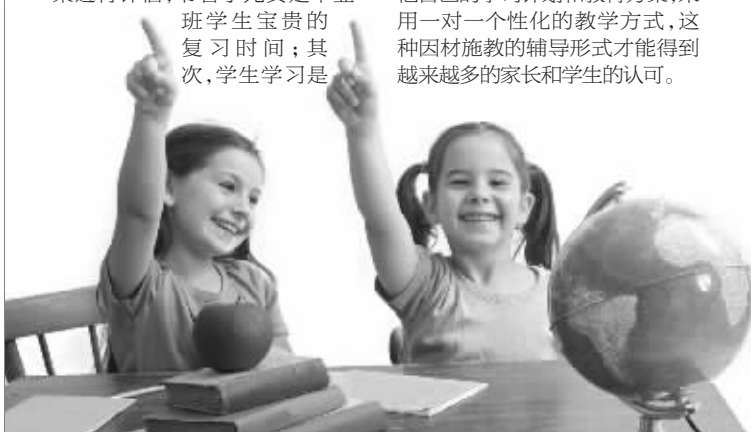 班学生宝贵的
复习时间;其
次,学生学习是
用一对一个性化的教学方式,这
种因材施教的辅导形式才能得到
越来越多的家长和学生的认可。